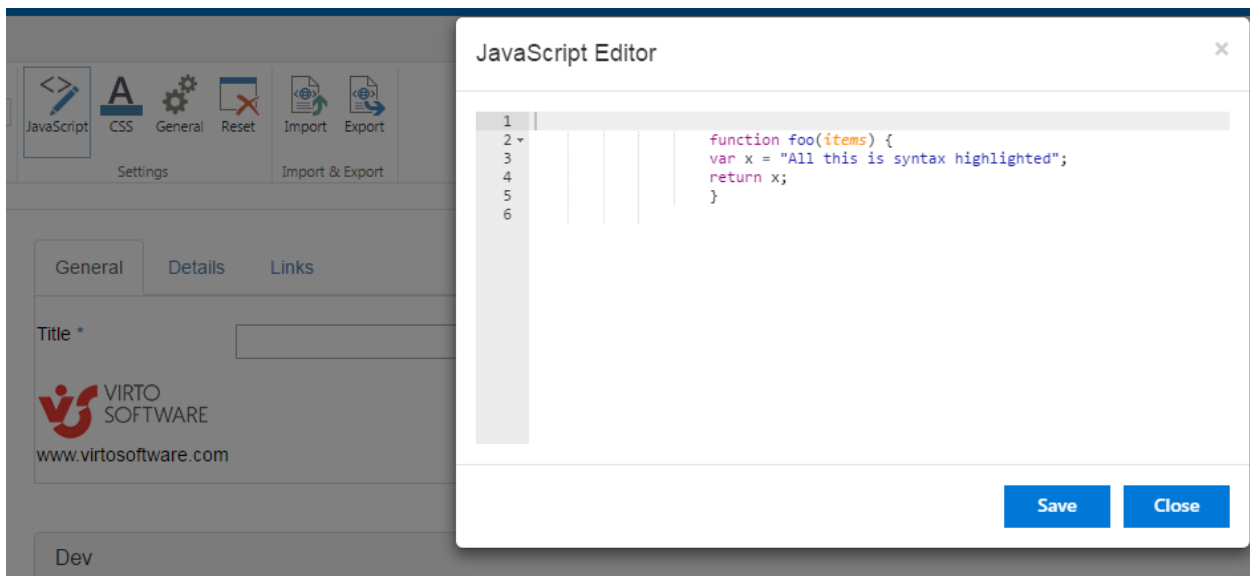 JavaScript
CSS
General
Reset
Import
Export
Settings
Import & Export
General
Details
Links
Title *
VIRTO
SOFTWARE
www.virtosoftware.com
Dev
JavaScript Editor
×
1
2 function foo(items) {
3 var x = "All this is syntax highlighted";
4 return x;
5 }
6
Save
Close